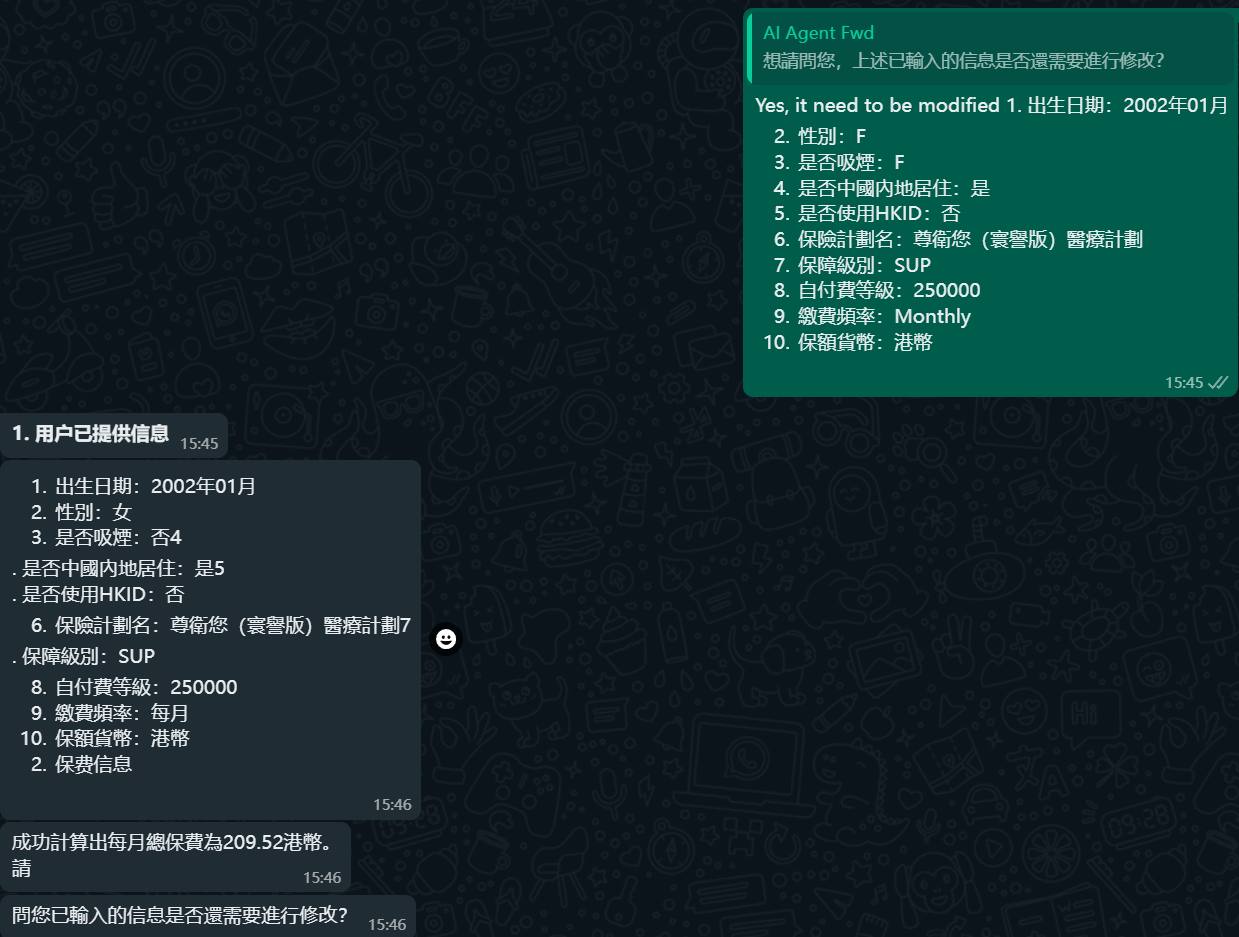 AI Agent Fwd
想請問您，上述已輸入的信息是否還需要進行修改?
Yes, it need to be modified 1. 出生日期：2002年01月
2. 性別：F
3. 是否吸煙：F
4. 是否中國內地居住：是
5. 是否使用HKID：否
6. 保險計劃名：尊衛您（寰譽版）醫療計劃
7. 保障級別：SUP
8. 自付費等級：250000
9. 繳費頻率：Monthly
10. 保額貨幣：港幣
15:45
1. 用户已提供信息
15:45
1. 出生日期：2002年01月
2. 性別：女
3. 是否吸煙：否4
. 是否中國內地居住：是5
. 是否使用HKID：否
6. 保險計劃名：尊衛您（寰譽版）醫療計劃7
. 保障級別：SUP
8. 自付費等級：250000
9. 繳費頻率：每月
10. 保額貨幣：港幣
2. 保费信息
15:46
成功計算出每月總保費為209.52港幣。
請
15:46
問您已輸入的信息是否還需要進行修改?
15:46